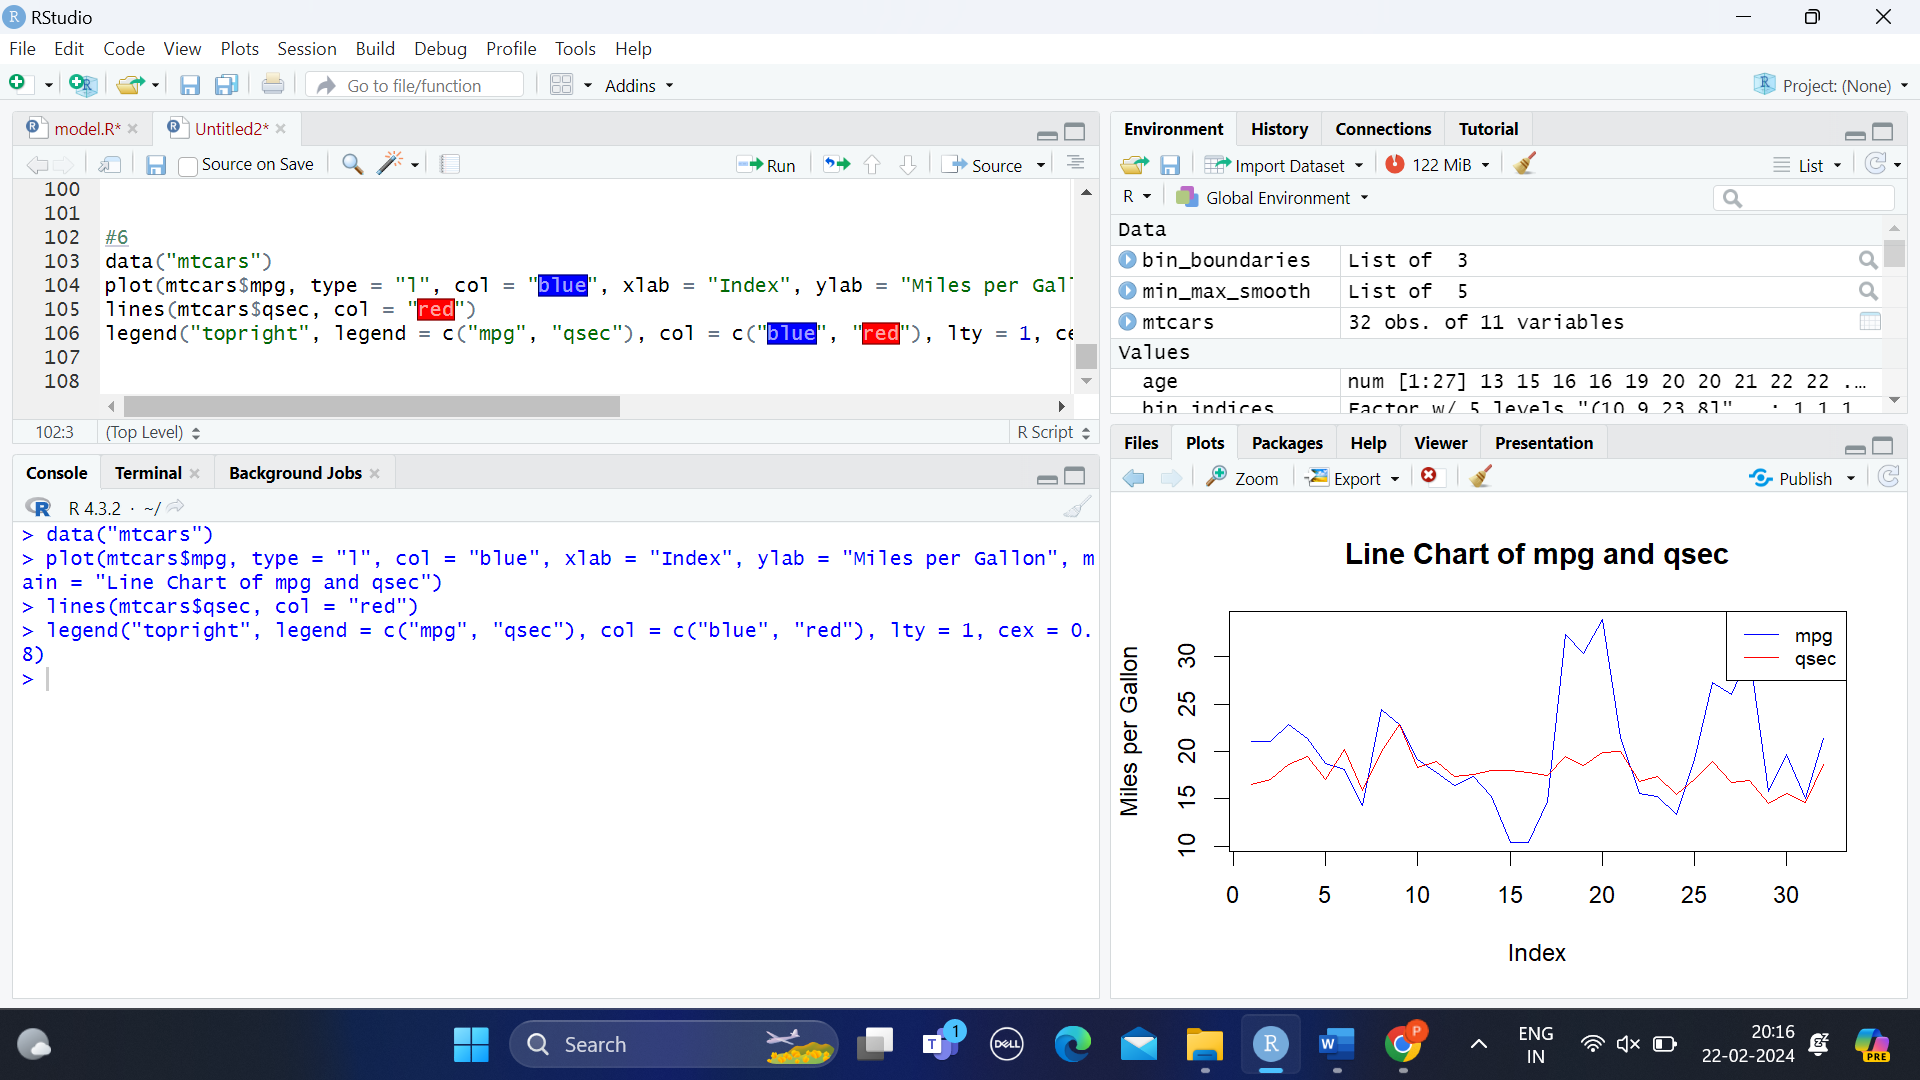 RStudio
File Edit Code View Plots Session Build Debug Profile Tools Help
Go to file/function Addins Project: (None)
model.R* Untitled2*
Source on Save Run Source
100
101
102 #6
103 data("mtcars")
104 plot(mtcars$mpg, type = "l", col = "blue", xlab = "Index", ylab = "Miles per Gall
105 lines(mtcars$qsec, col = "red")
106 legend("topright", legend = c("mpg", "qsec"), col = c("blue", "red"), lty = 1, ce
107
108
102:3 (Top Level) R Script
Console Terminal Background Jobs
R 4.3.2 · ~/
> data("mtcars")
> plot(mtcars$mpg, type = "l", col = "blue", xlab = "Index", ylab = "Miles per Gallon", m
ain = "Line Chart of mpg and qsec")
> lines(mtcars$qsec, col = "red")
> legend("topright", legend = c("mpg", "qsec"), col = c("blue", "red"), lty = 1, cex = 0.
8)
>
Environment History Connections Tutorial
Import Dataset 122 MiB List
R Global Environment
Data
bin_boundaries List of 3
min_max_smooth List of 5
mtcars 32 obs. of 11 variables
Values
age num [1:27] 13 15 16 16 19 20 20 21 22 22 ...
bin_indices Factor w/ 5 levels "(10.9,23.8]",..: 1 1 1
Files Plots Packages Help Viewer Presentation
Zoom Export Publish
Line Chart of mpg and qsec
mpg
qsec
Miles per Gallon
30
25
20
15
10
0 5 10 15 20 25 30
Index
Search
T 1
DELL
R
W
P
ENG
IN
20:16
22-02-2024
PRE